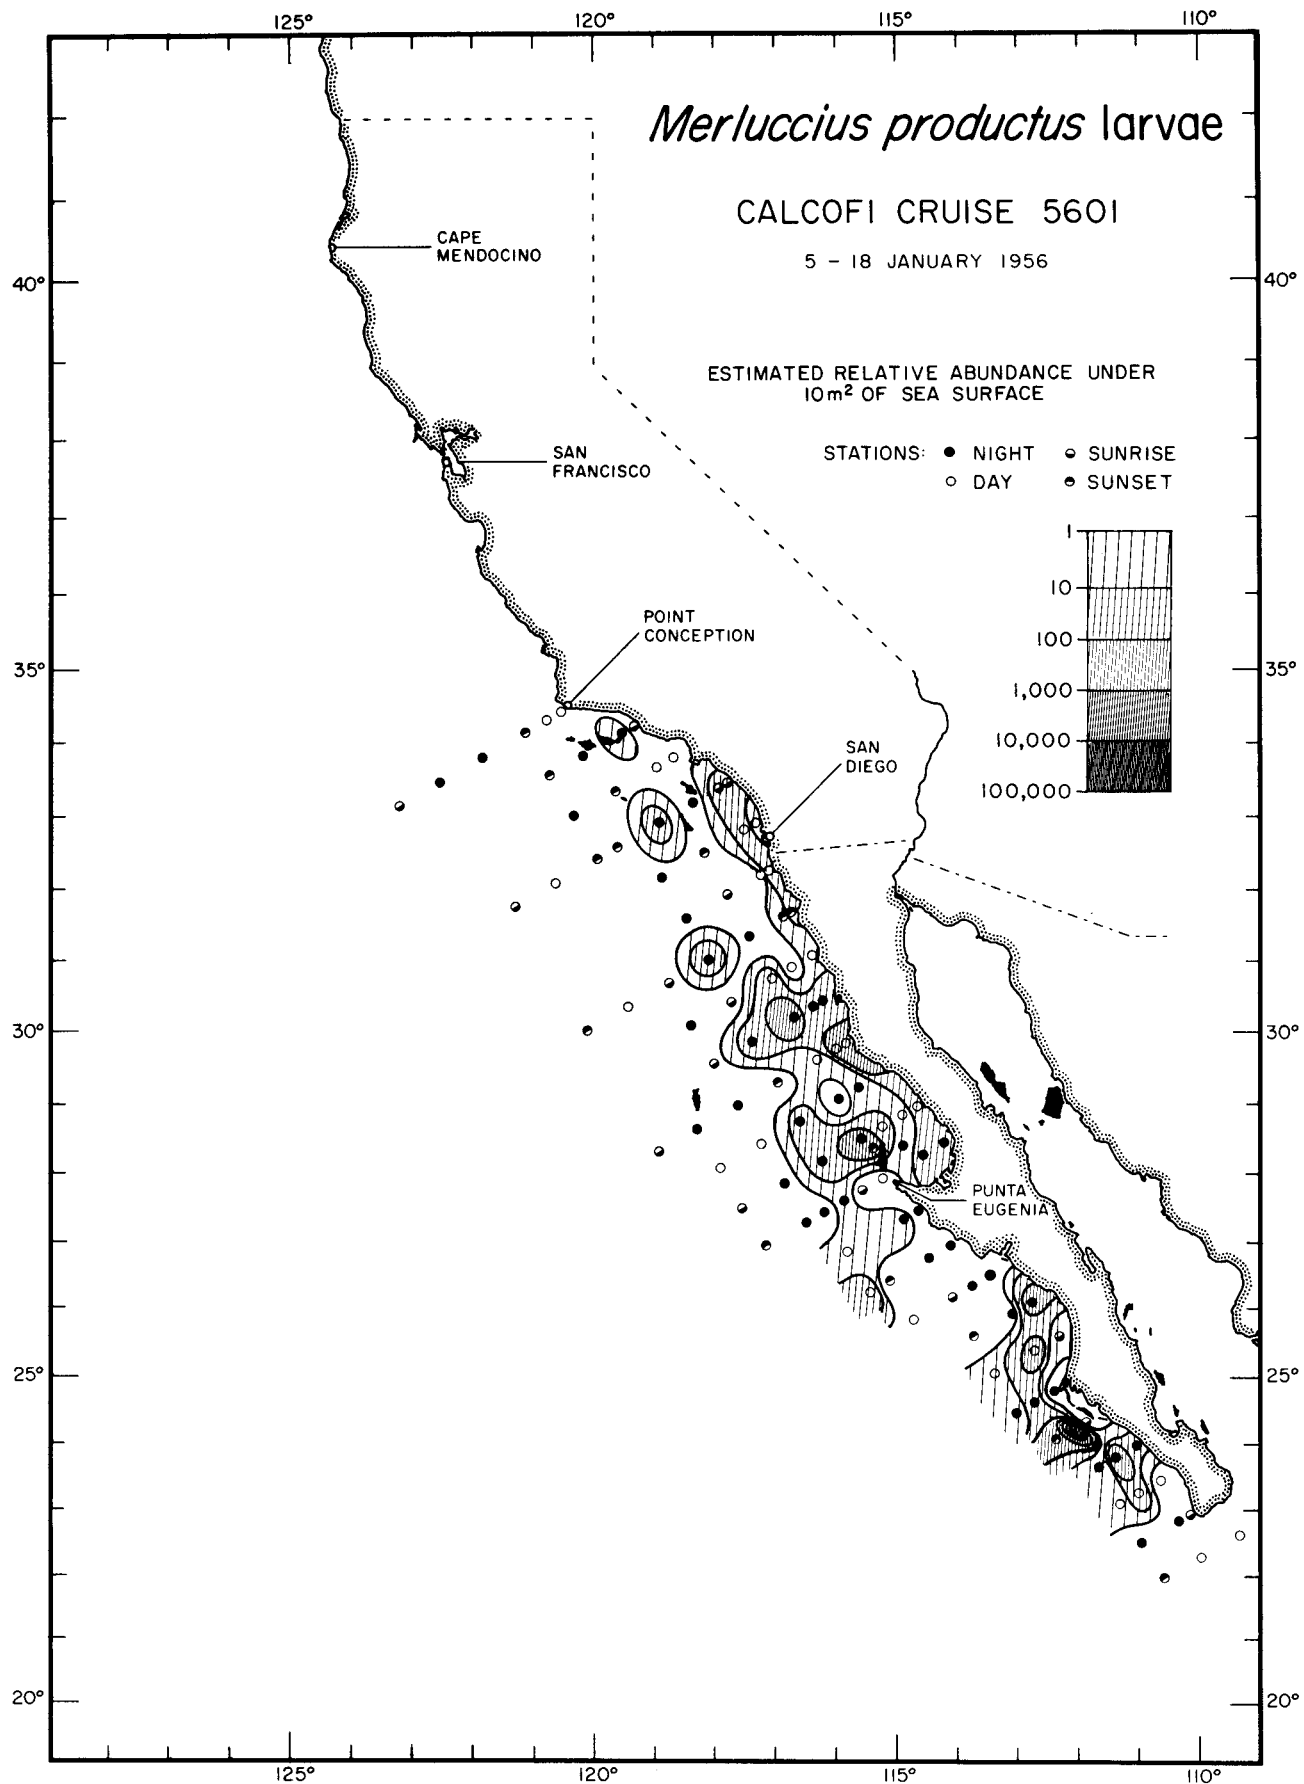 125° 120° 115° 110°
Merluccius productus larvae
CALCOFI CRUISE 5601
5 – 18 JANUARY 1956
CAPE
MENDOCINO
40° 40°
ESTIMATED RELATIVE ABUNDANCE UNDER
10m² OF SEA SURFACE
STATIONS: ● NIGHT ◒ SUNRISE
○ DAY ◓ SUNSET
SAN
FRANCISCO
1
10
100
1,000
10,000
100,000
POINT
CONCEPTION
35° 35°
SAN
DIEGO
30° 30°
PUNTA
EUGENIA
25° 25°
20° 20°
125° 120° 115° 110°